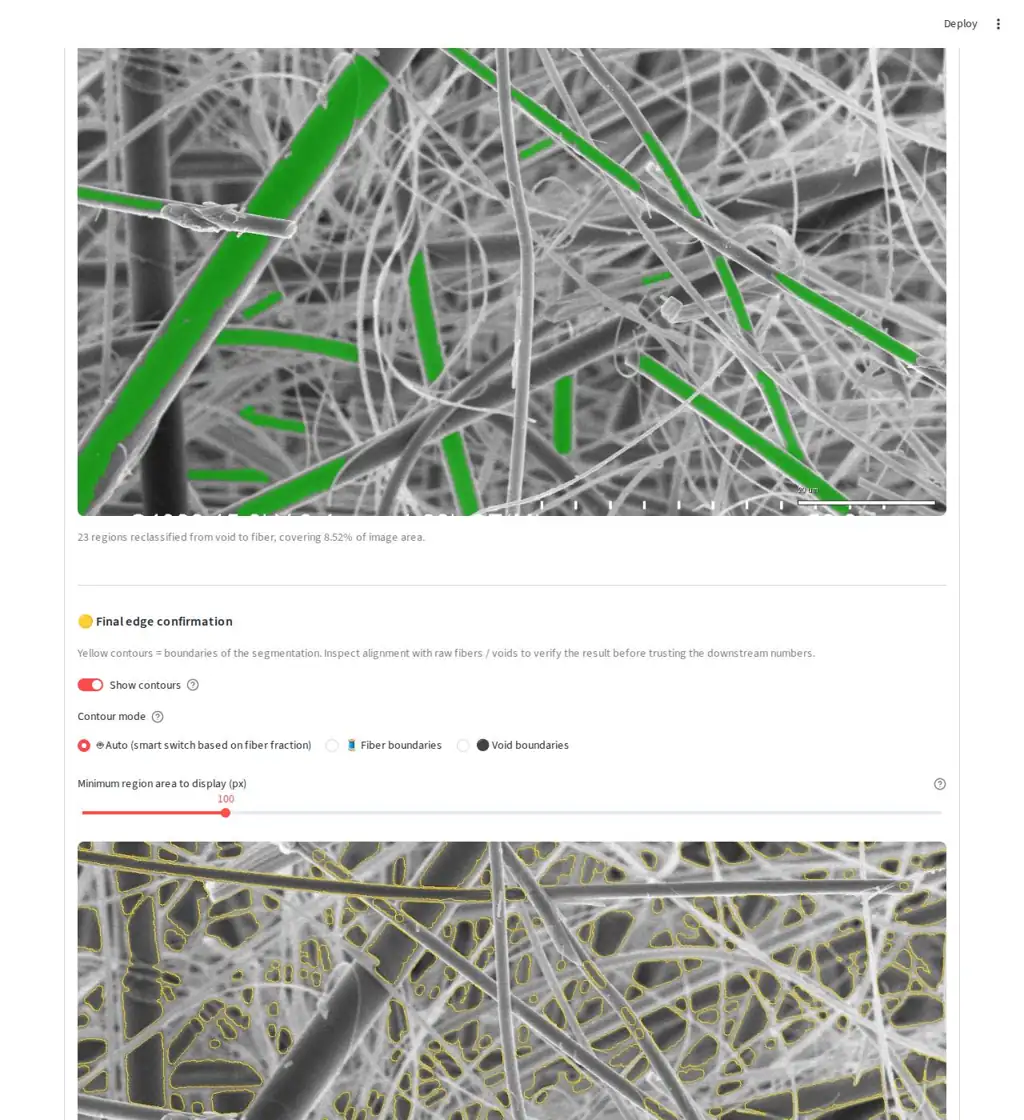 Deploy
20 um
23 regions reclassified from void to fiber, covering 8.52% of image area.
Final edge confirmation
Yellow contours = boundaries of the segmentation. Inspect alignment with raw fibers / voids to verify the result before trusting the downstream numbers.
Show contours
Contour mode
Auto (smart switch based on fiber fraction) Fiber boundaries Void boundaries
Minimum region area to display (px)
100